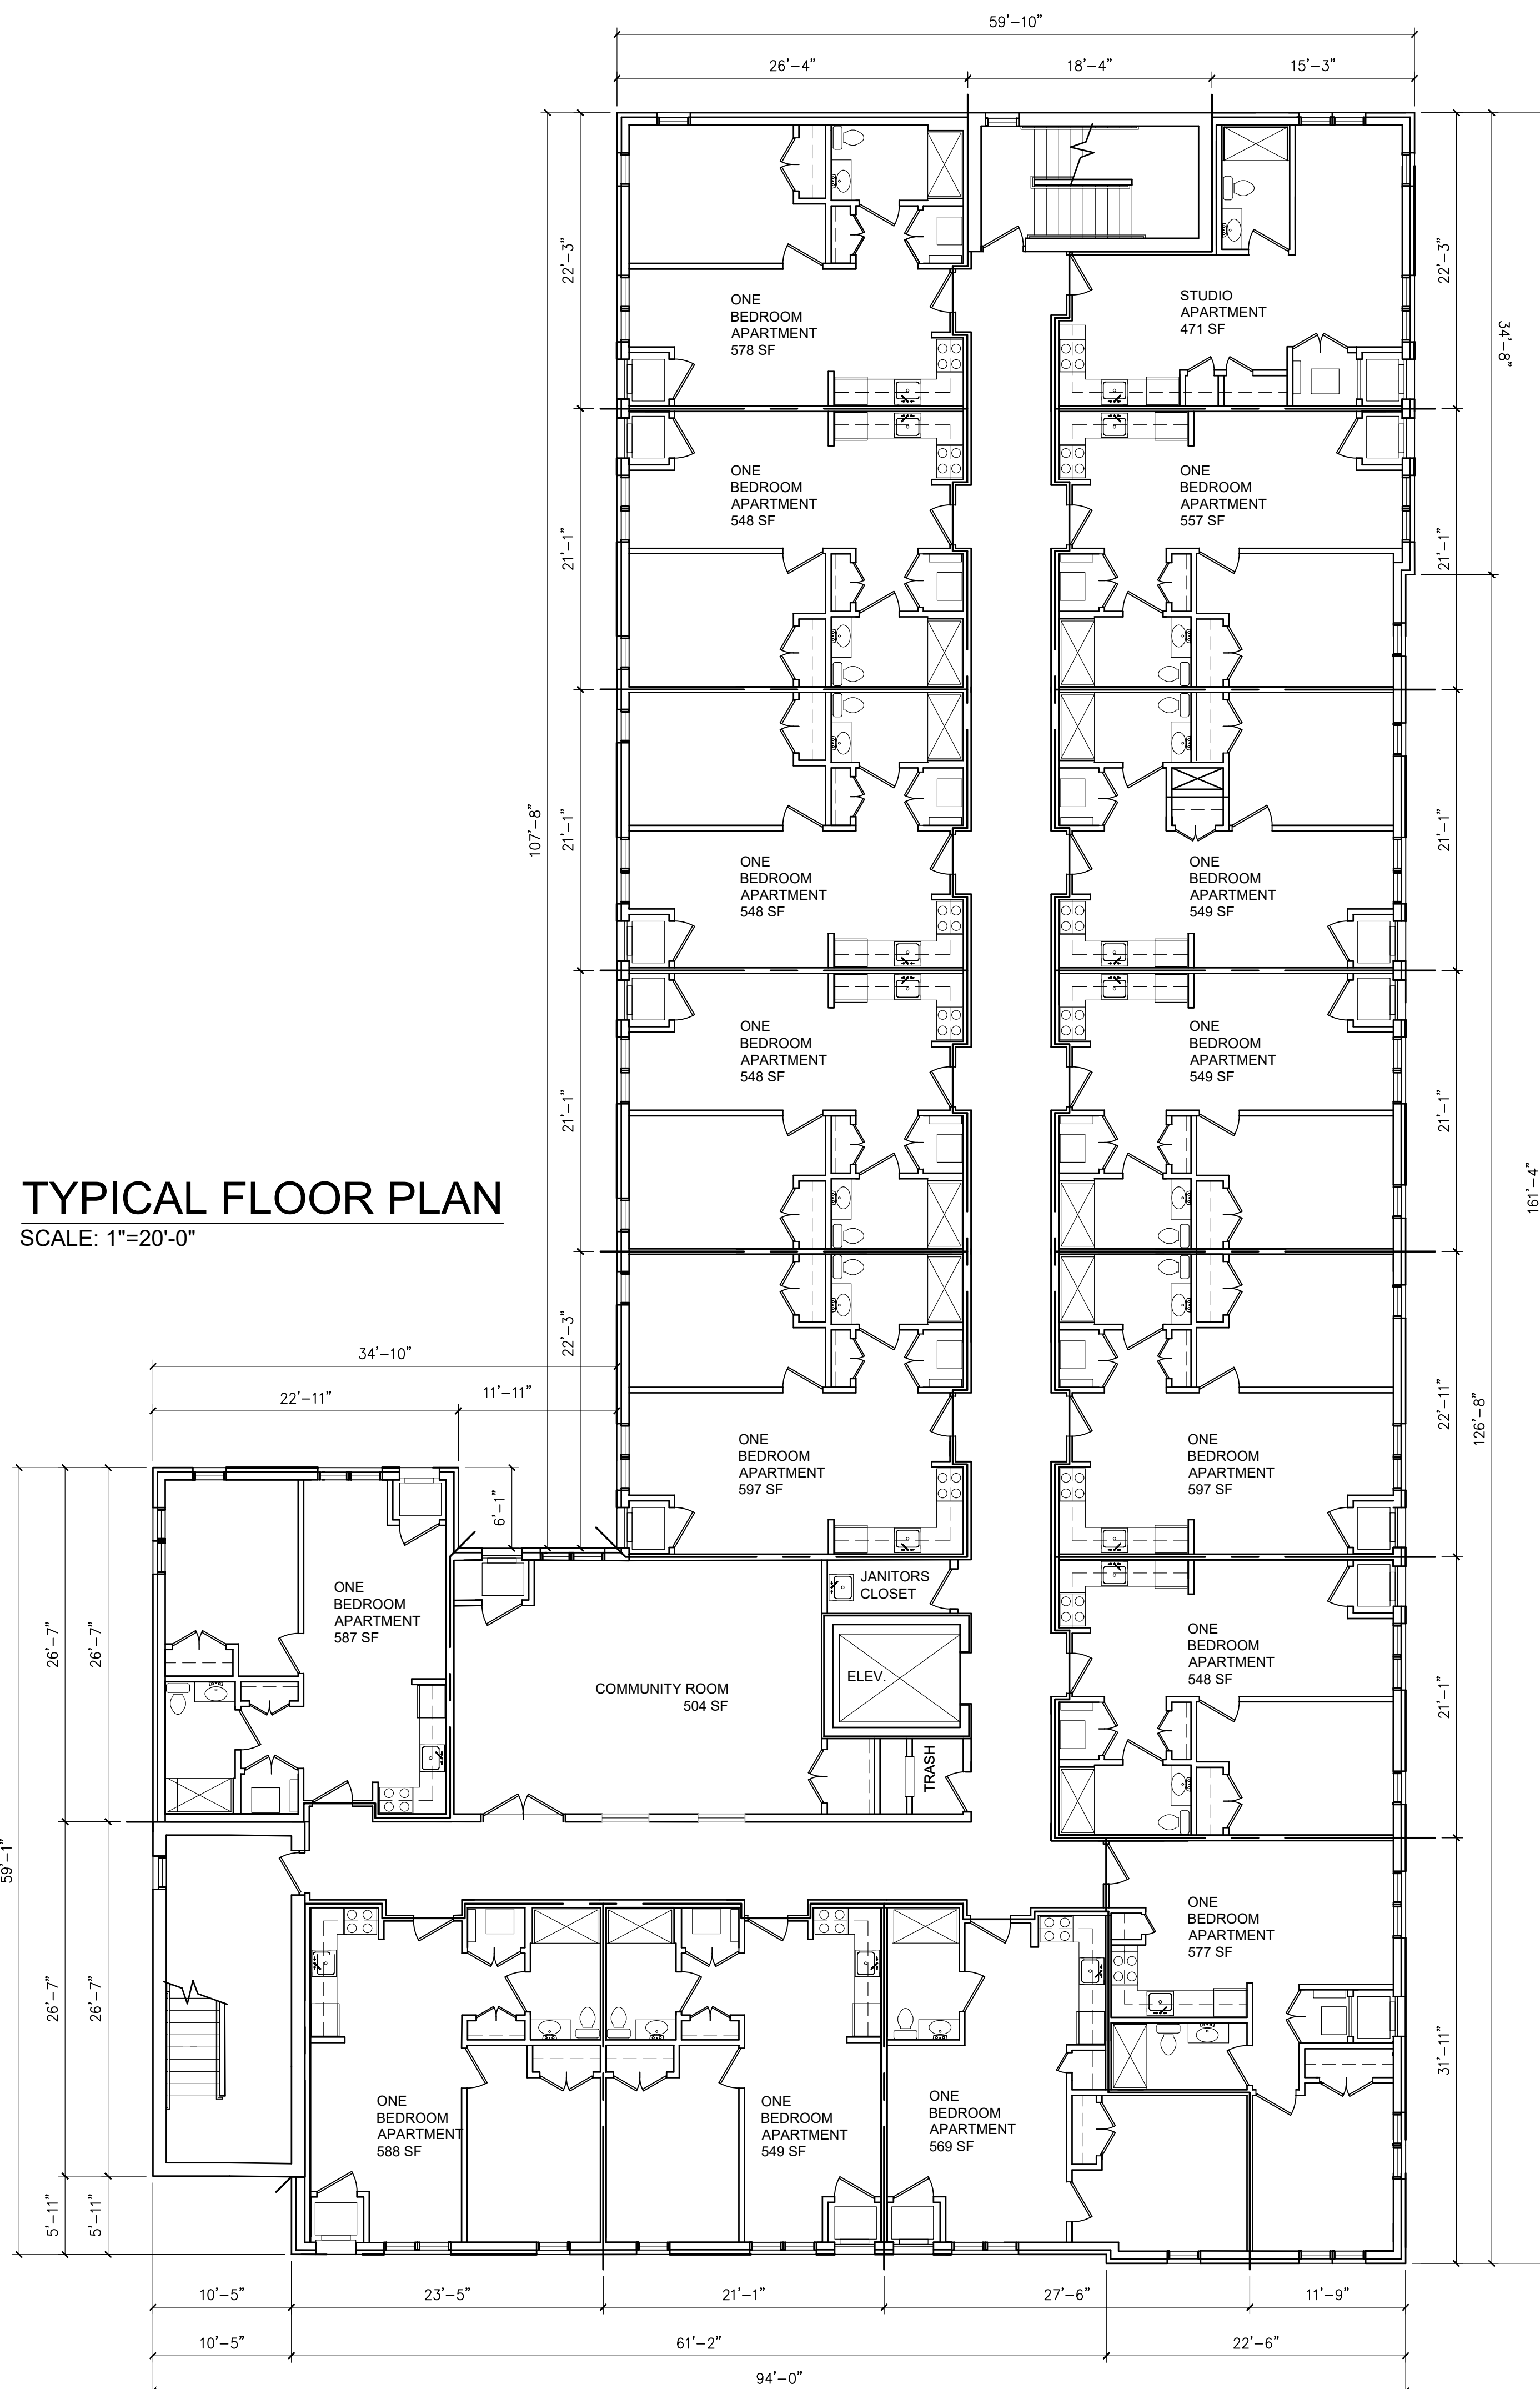 59'-10"
26'-4"
18'-4"
15'-3"
22'-3"
22'-3"
34'-8"
ONE
BEDROOM
APARTMENT
578 SF
STUDIO
APARTMENT
471 SF
ONE
BEDROOM
APARTMENT
548 SF
ONE
BEDROOM
APARTMENT
557 SF
21'-1"
21'-1"
107'-8"
21'-1"
21'-1"
ONE
BEDROOM
APARTMENT
548 SF
ONE
BEDROOM
APARTMENT
549 SF
ONE
BEDROOM
APARTMENT
548 SF
ONE
BEDROOM
APARTMENT
549 SF
21'-1"
21'-1"
161'-4"
TYPICAL FLOOR PLAN
SCALE: 1"=20'-0"
22'-3"
34'-10"
22'-11"
11'-11"
22'-11"
126'-8"
ONE
BEDROOM
APARTMENT
597 SF
ONE
BEDROOM
APARTMENT
597 SF
6'-1"
JANITORS
CLOSET
ONE
BEDROOM
APARTMENT
587 SF
26'-7"
26'-7"
ELEV.
COMMUNITY ROOM
504 SF
ONE
BEDROOM
APARTMENT
548 SF
21'-1"
TRASH
59'-1"
ONE
BEDROOM
APARTMENT
577 SF
26'-7"
26'-7"
31'-11"
ONE
BEDROOM
APARTMENT
588 SF
ONE
BEDROOM
APARTMENT
549 SF
ONE
BEDROOM
APARTMENT
569 SF
5'-11"
5'-11"
10'-5"
23'-5"
21'-1"
27'-6"
11'-9"
10'-5"
61'-2"
22'-6"
94'-0"